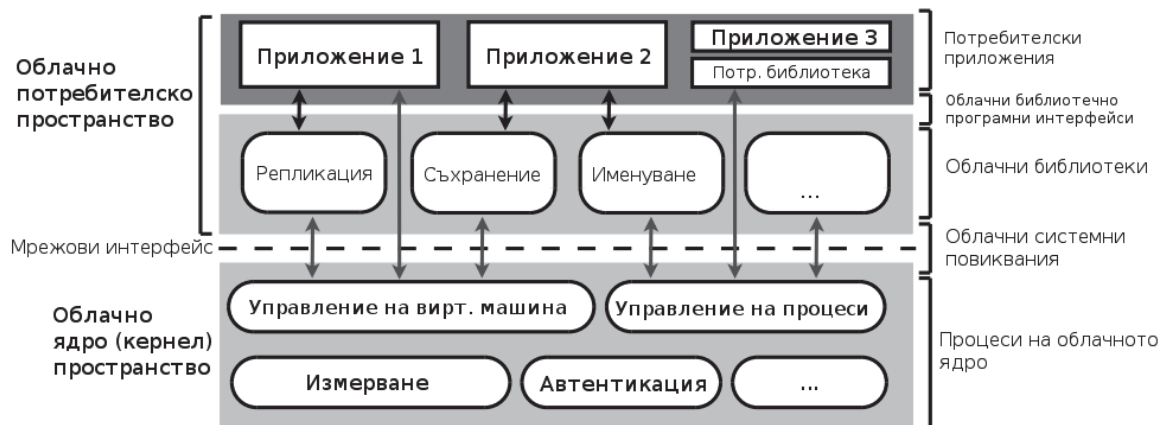 Облачно
потребителско
пространство
Приложение 1
Приложение 2
Приложение 3
Потр. библиотека
Потребителски
приложения
Облачни библиотечно
програмни интерфейси
Репликация
Съхранение
Именуване
...
Облачни библиотеки
Мрежови интерфейс
Облачни системни
повиквания
Облачно
ядро (кернел)
пространство
Управление на вирт. машина
Управление на процеси
Измерване
Автентикация
...
Процеси на облачното
ядро